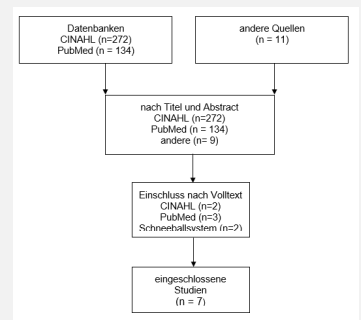 Datenbanken
CINAHL (n=272)
PubMed (n = 134)
andere Quellen
(n = 11)
nach Titel und Abstract
CINAHL (n=272)
PubMed (n = 134)
andere (n= 9)
Einschluss nach Volltext
CINAHL (n=2)
PubMed (n=3)
Schneeballsystem (n=2)
eingeschlossene
Studien
(n = 7)